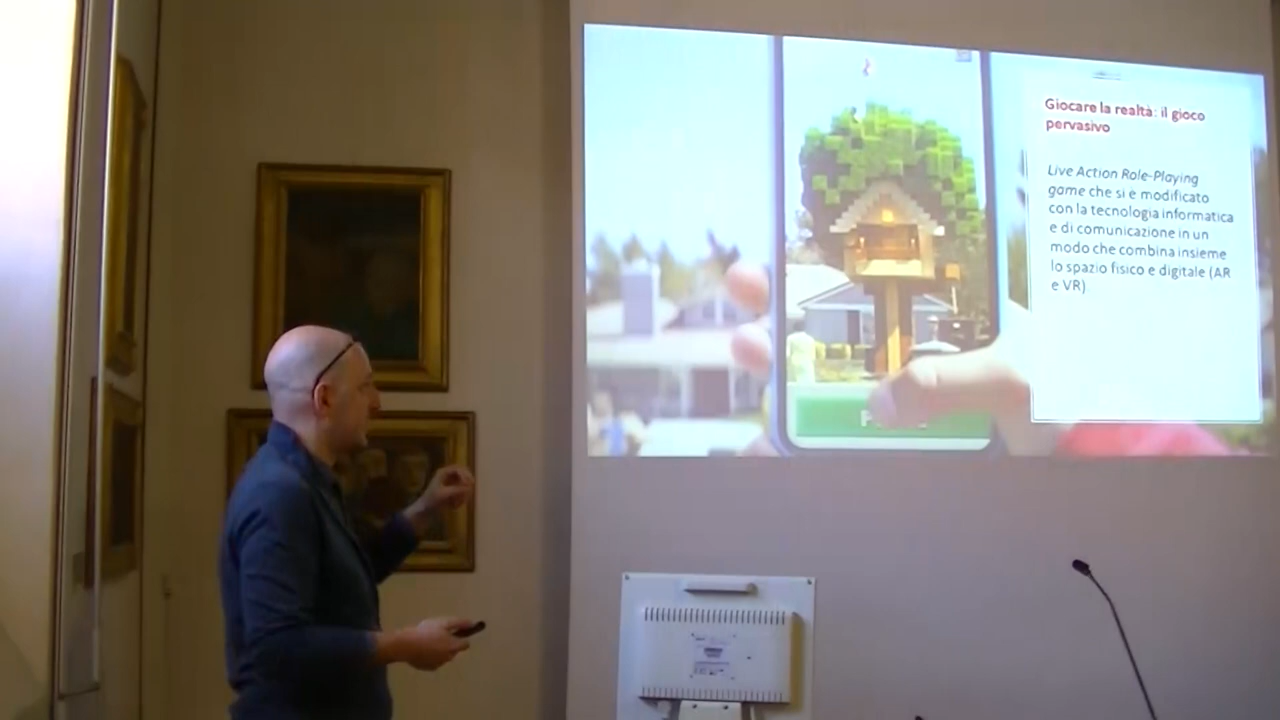 Giocare la realtà: il gioco
pervasivo
Live Action Role-Playing
game che si è modificato
con la tecnologia informatica
e di comunicazione in un
modo che combina insieme
lo spazio fisico e digitale (AR
e VR)